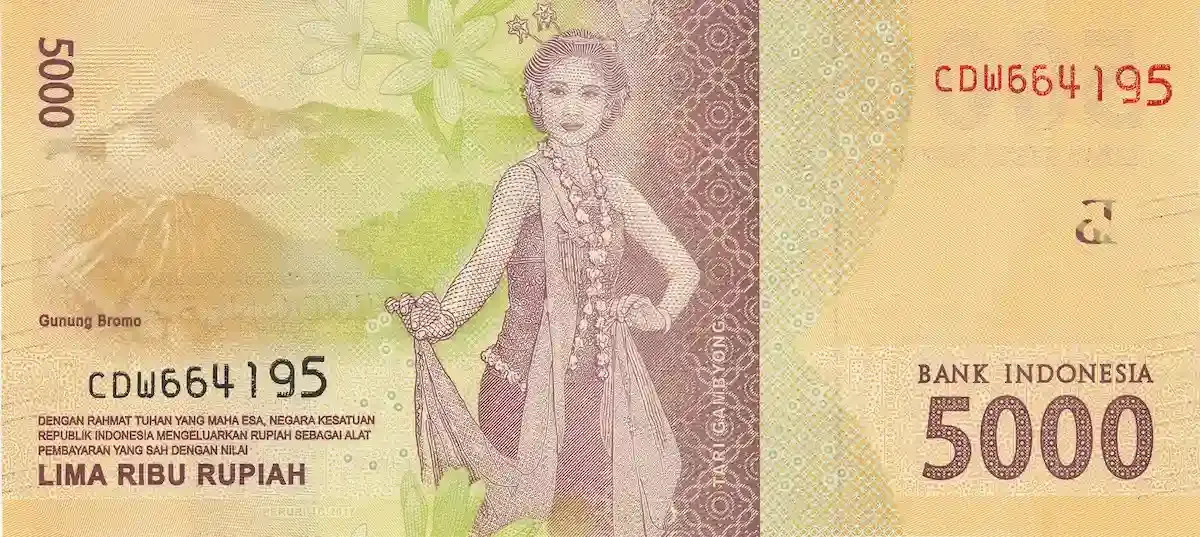 5000
CDW664195
Gunung Bromo
CDW664195
DENGAN RAHMAT TUHAN YANG MAHA ESA, NEGARA KESATUAN
REPUBLIK INDONESIA MENGELUARKAN RUPIAH SEBAGAI ALAT
PEMBAYARAN YANG SAH DENGAN NILAI
LIMA RIBU RUPIAH
TARI GAMBYONG
BANK INDONESIA
5000